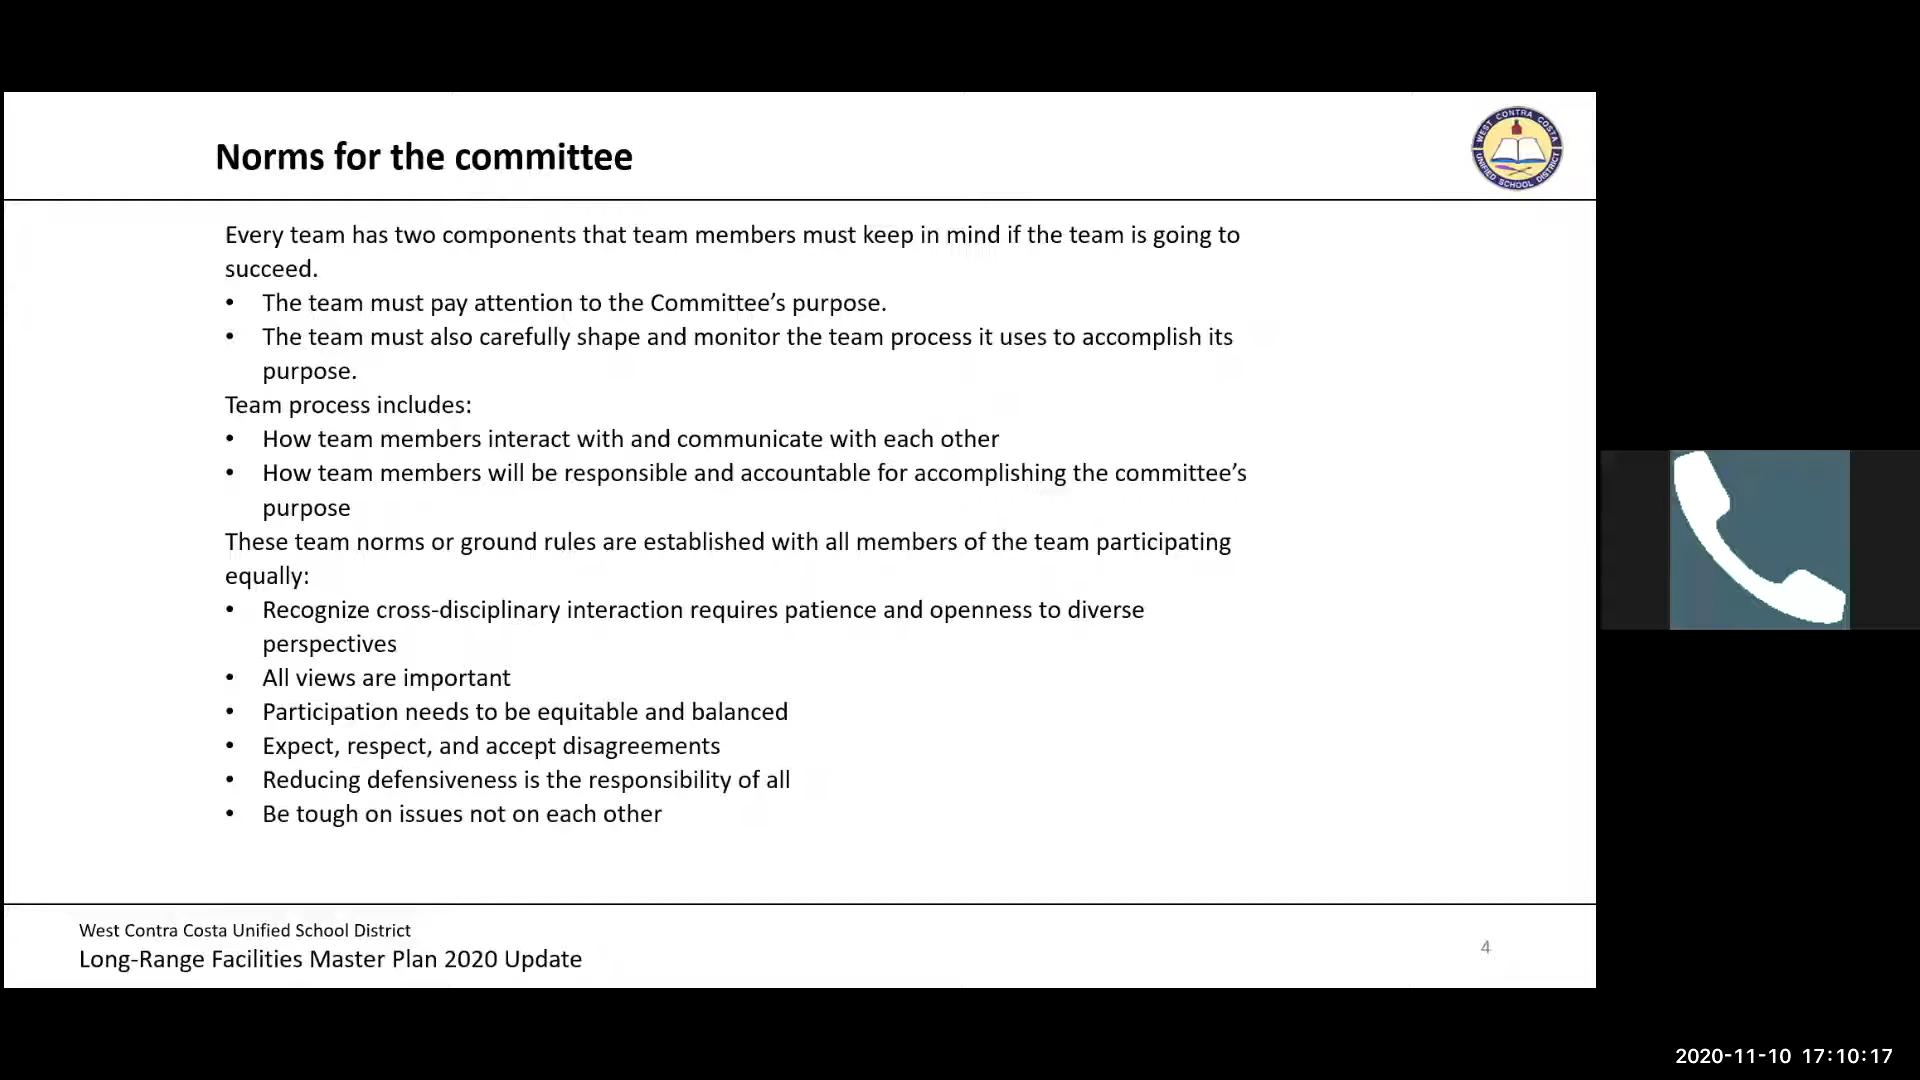 Norms for the committee
WEST CONTRA COSTA
UNIFIED SCHOOL DISTRICT
Every team has two components that team members must keep in mind if the team is going to
succeed.
• The team must pay attention to the Committee’s purpose.
• The team must also carefully shape and monitor the team process it uses to accomplish its
purpose.
Team process includes:
• How team members interact with and communicate with each other
• How team members will be responsible and accountable for accomplishing the committee’s
purpose
These team norms or ground rules are established with all members of the team participating
equally:
• Recognize cross-disciplinary interaction requires patience and openness to diverse
perspectives
• All views are important
• Participation needs to be equitable and balanced
• Expect, respect, and accept disagreements
• Reducing defensiveness is the responsibility of all
• Be tough on issues not on each other
West Contra Costa Unified School District
Long-Range Facilities Master Plan 2020 Update
4
2020-11-10 17:10:17